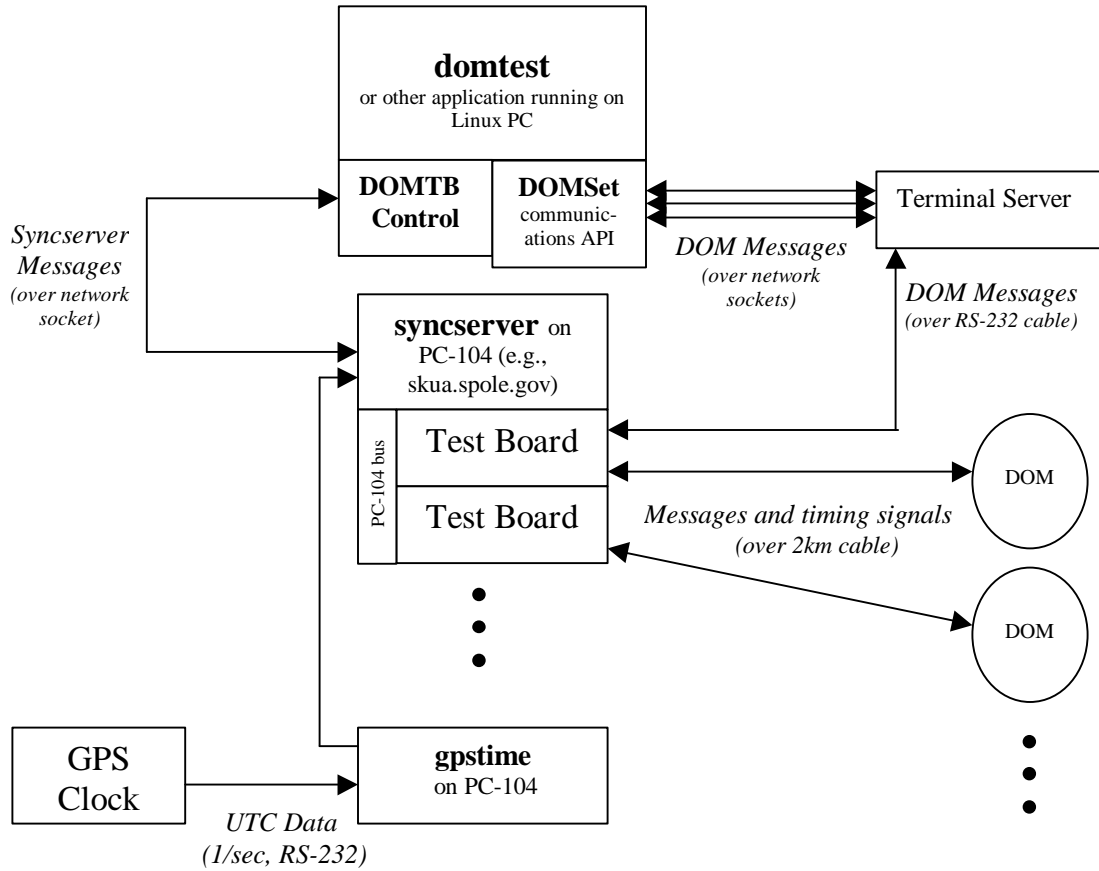 domtest
or other application running on
Linux PC
DOMTB
Control
DOMSet
communic-
ations API
Terminal Server
Syncserver
Messages
(over network
socket)
DOM Messages
(over network
sockets)
DOM Messages
(over RS-232 cable)
syncserver on
PC-104 (e.g.,
skua.spole.gov)
PC-104 bus
Test Board
Test Board
DOM
Messages and timing signals
(over 2km cable)
DOM
GPS
Clock
gpstime
on PC-104
UTC Data
(1/sec, RS-232)